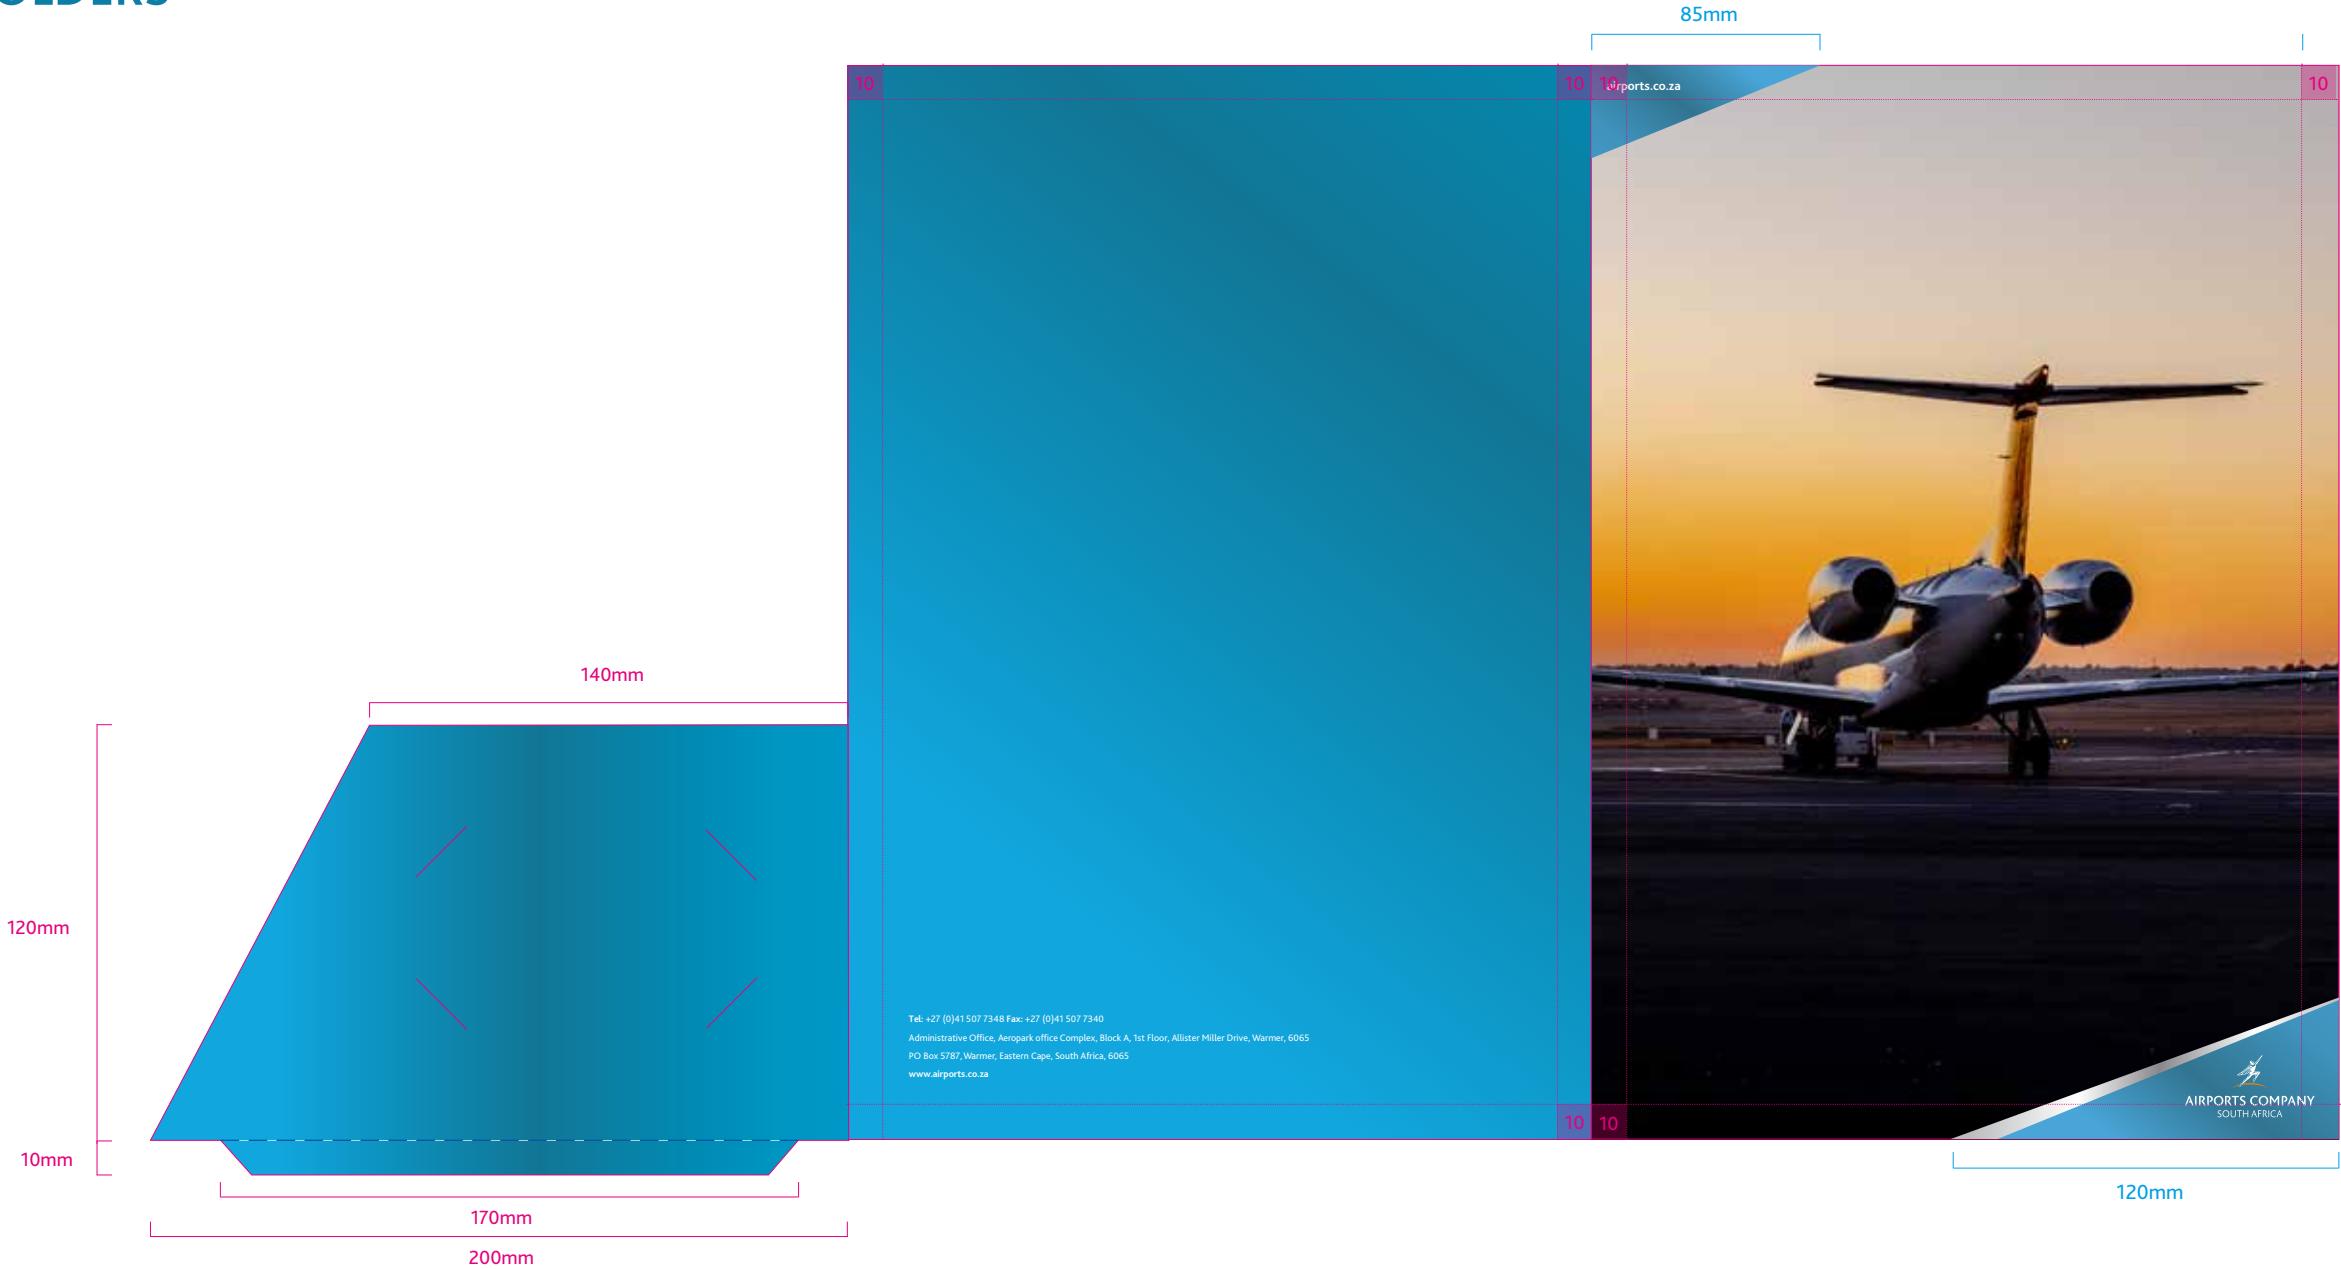 85mm
10
10
10
airports.co.za
10
140mm
120mm
10mm
170mm
200mm
Tel: +27 (0)41 507 7348 Fax: +27 (0)41 507 7340
Administrative Office, Aeropark office Complex, Block A, 1st Floor, Allister Miller Drive, Warmer, 6065
PO Box 5787, Warmer, Eastern Cape, South Africa, 6065
www.airports.co.za
10
10
AIRPORTS COMPANY
SOUTH AFRICA
120mm